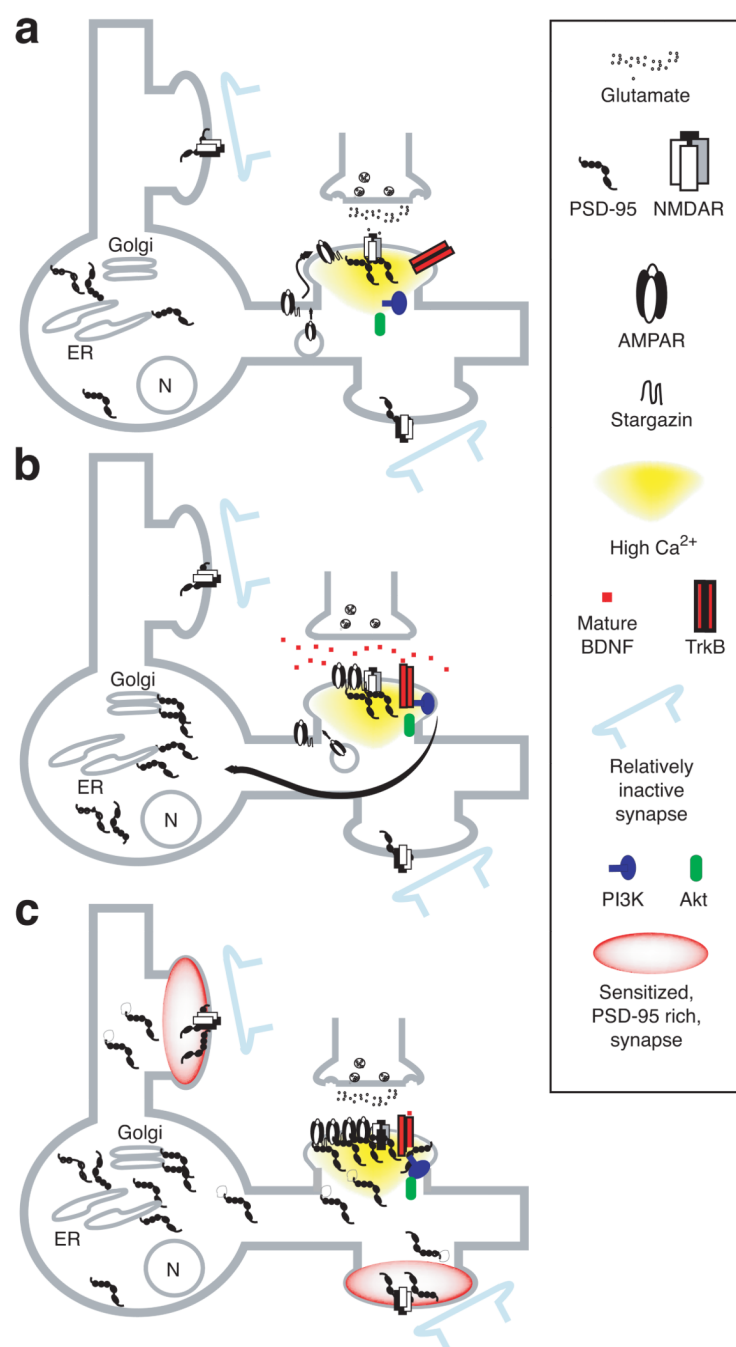 a
Golgi
ER
N
b
Golgi
ER
N
c
Golgi
ER
N
Glutamate
PSD-95 NMDAR
AMPAR
Stargazin
High Ca²⁺
Mature
BDNF
TrkB
Relatively
inactive
synapse
PI3K Akt
Sensitized,
PSD-95 rich,
synapse